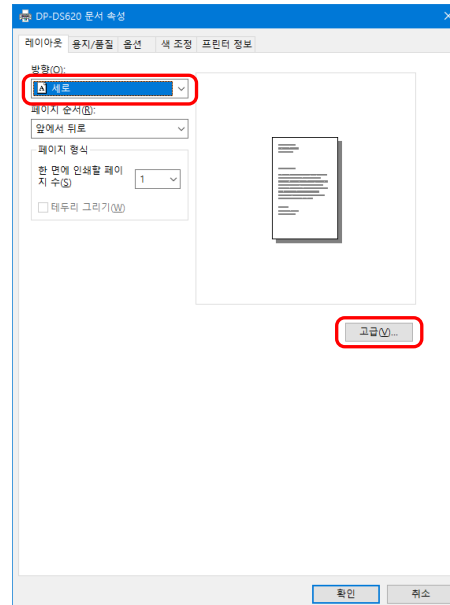 DP-DS620 문서 속성
레이아웃 용지/품질 옵션 색 조정 프린터 정보
방향(O):
세로
페이지 순서(R):
앞에서 뒤로
페이지 형식
한 면에 인쇄할 페이
지 수(S)
1
테두리 그리기(W)
고급(V)...
확인 취소